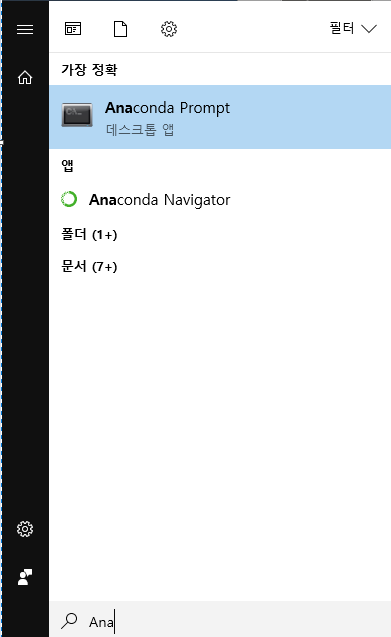 필터
가장 정확
Anaconda Prompt
데스크톱 앱
앱
Anaconda Navigator
폴더 (1+)
문서 (7+)
Ana